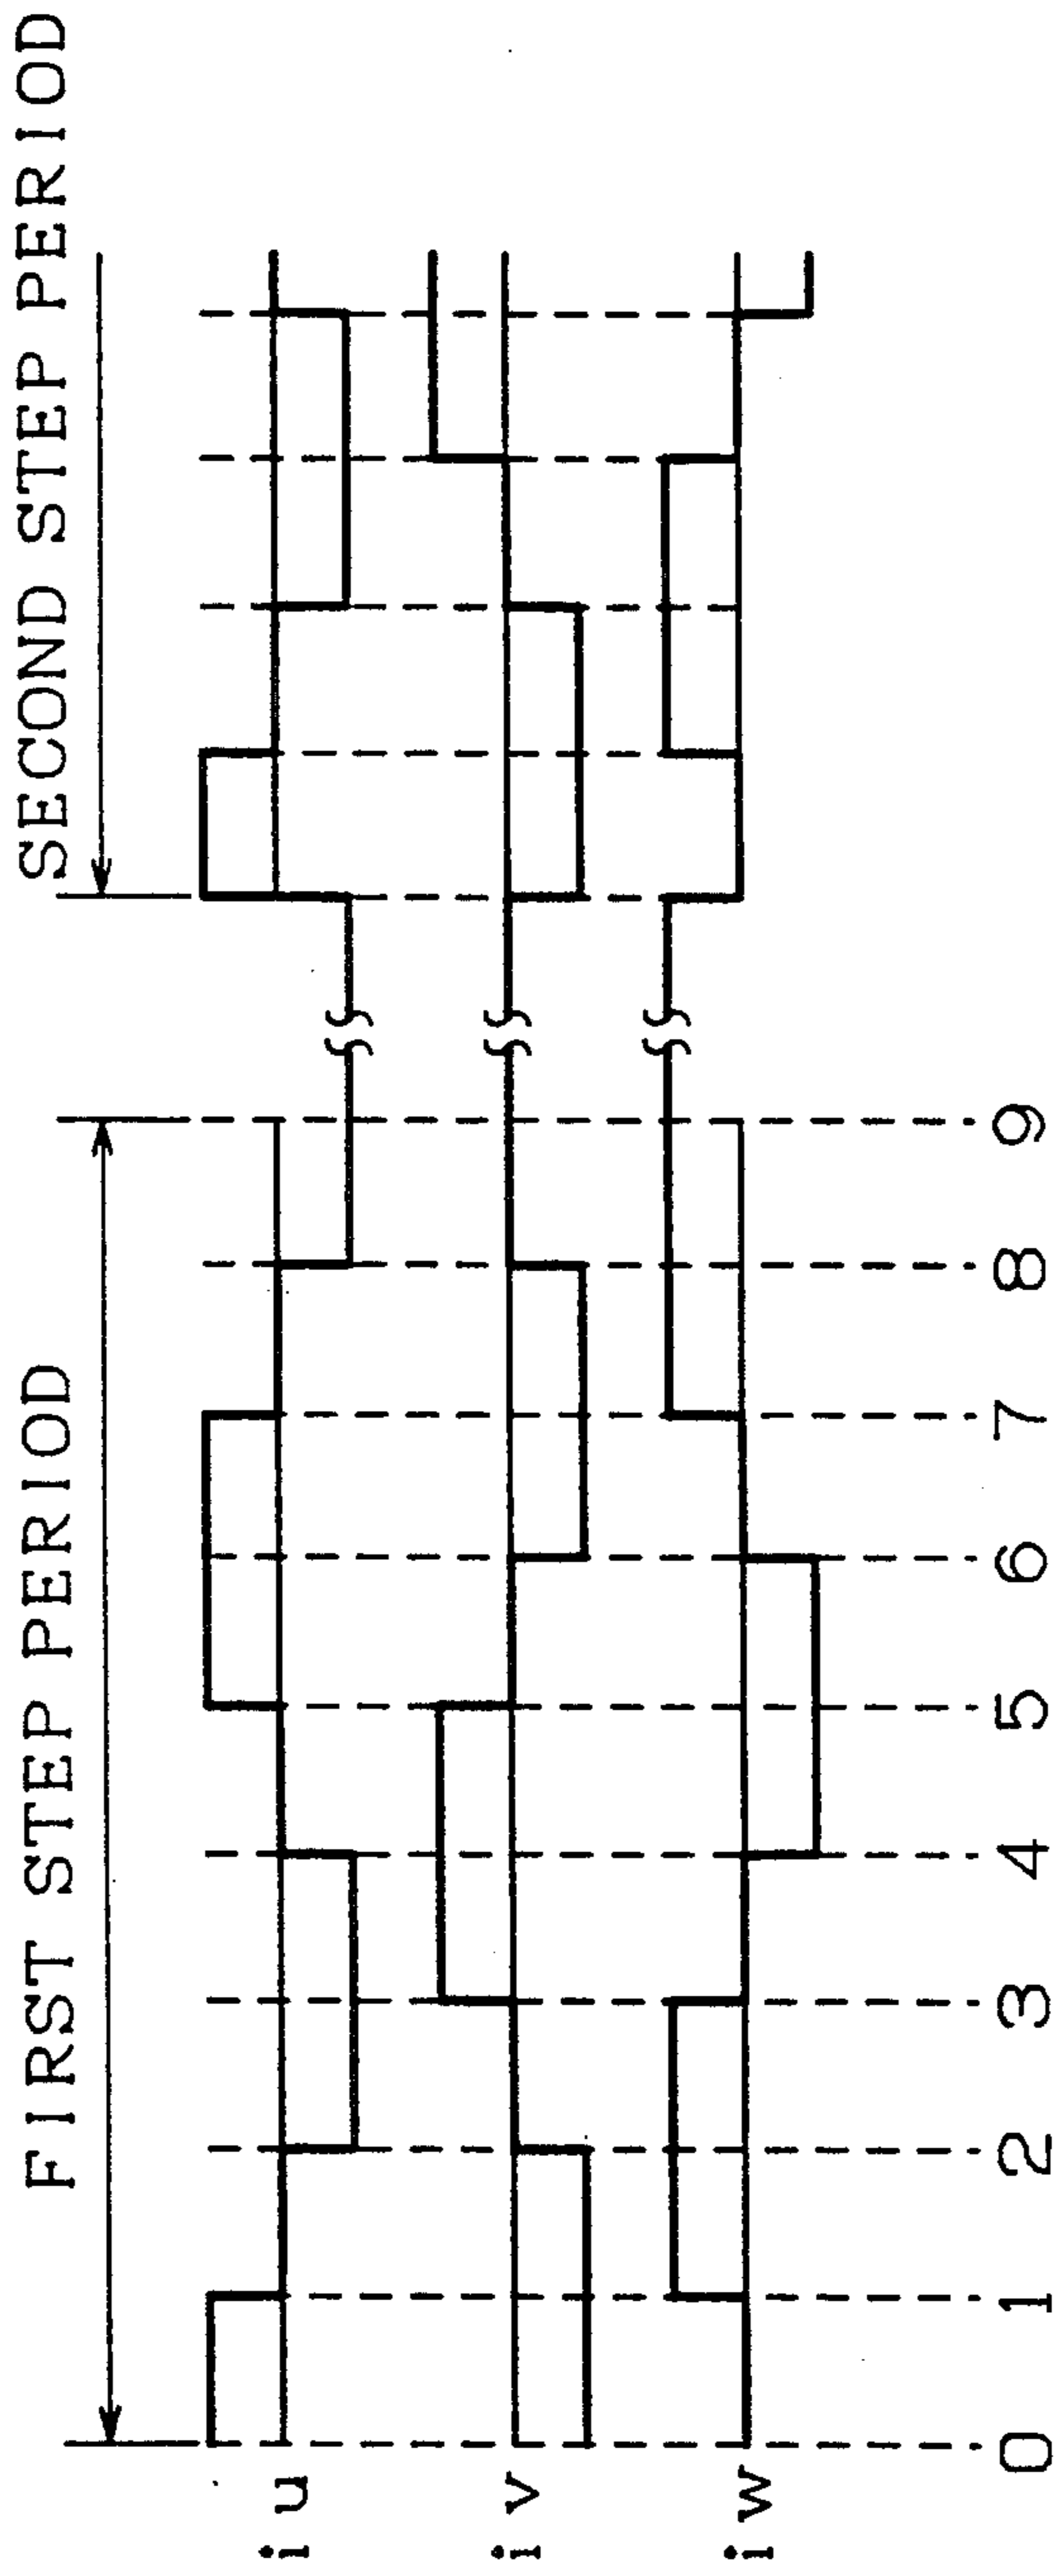 FIRST STEP PERIOD
SECOND STEP PERIOD
iu
iv
iw
0 1 2 3 4 5 6 7 8 9